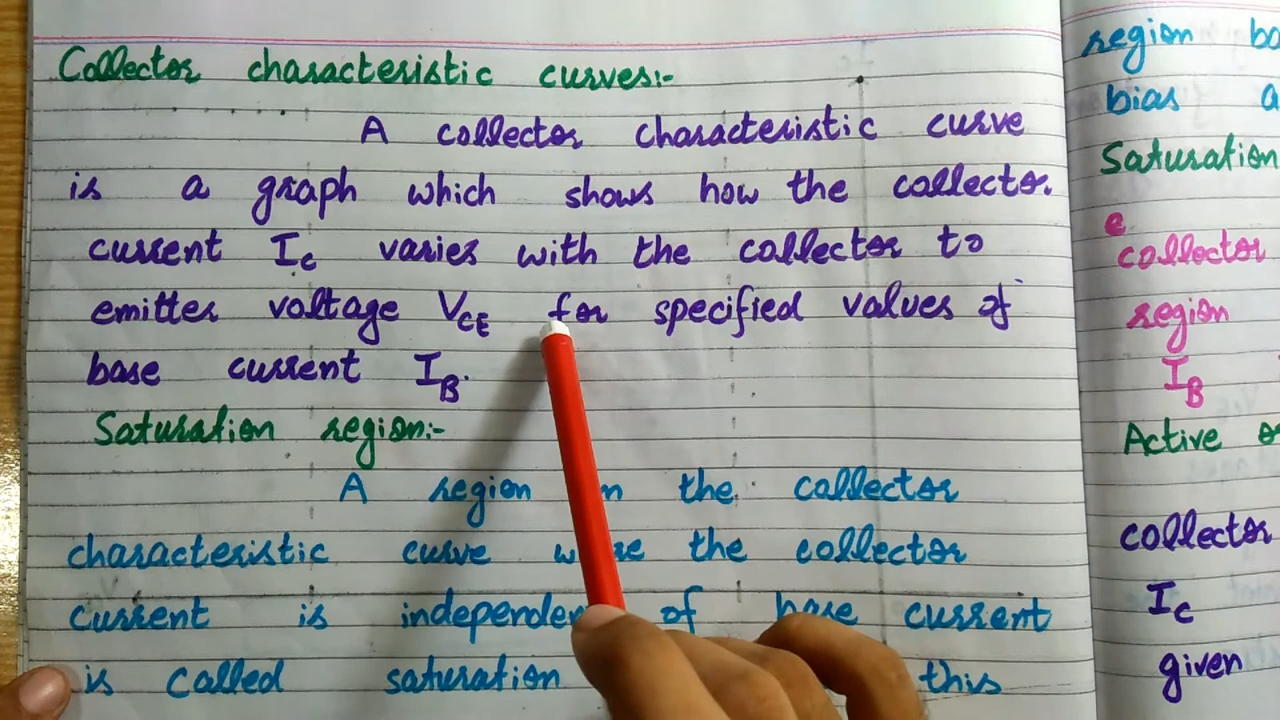 Collector characteristic curves:-
A collector characteristic curve
is a graph which shows how the collector
current Ic varies with the collector to
emitter voltage VCE for specified values of
base current IB.
Saturation region:-
A region in the collector
characteristic curve where the collector
current is independent of base current
is called saturation this
region
bias
Saturation
collector
region
IB
Active
collector
Ic
given